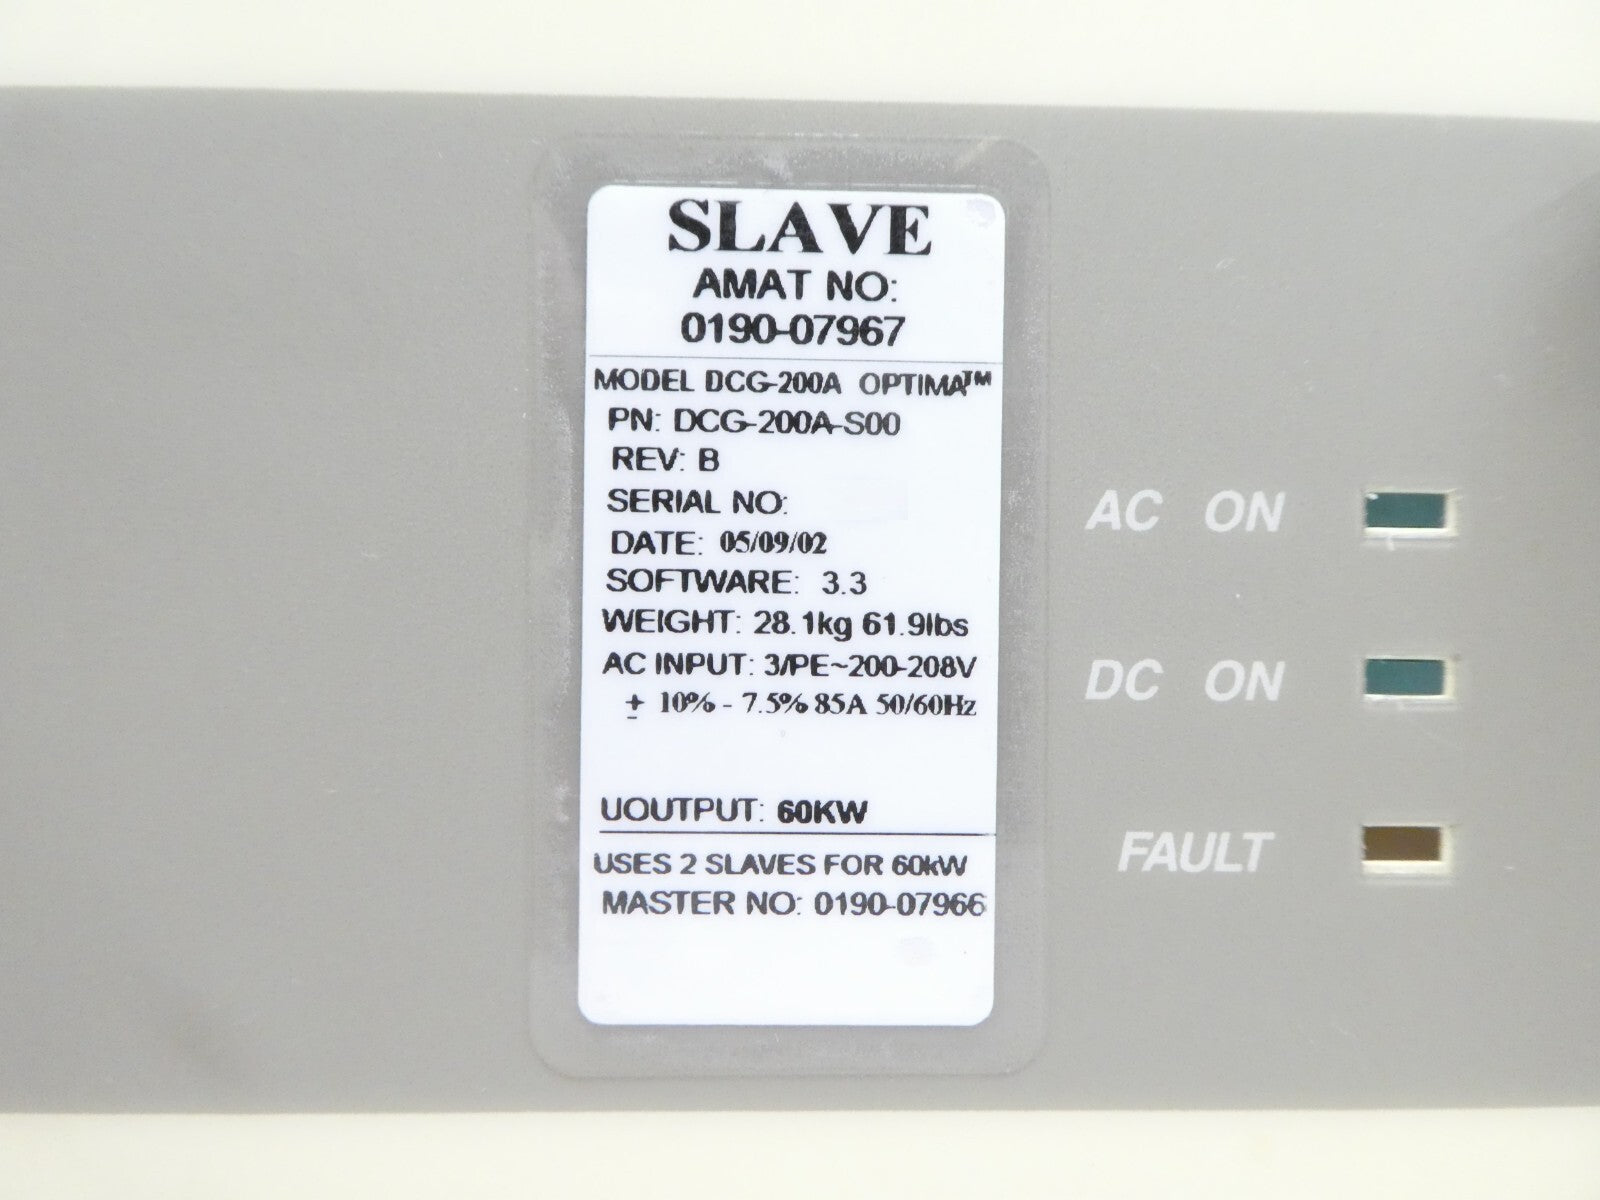 SLAVE
AMAT NO:
0190-07967
MODEL DCG-200A OPTIMA™
PN: DCG-200A-S00
REV: B
SERIAL NO:
DATE: 05/09/02
SOFTWARE: 3.3
WEIGHT: 28.1kg 61.9lbs
AC INPUT: 3/PE~200-208V
± 10% - 7.5% 85A 50/60Hz
UOUTPUT: 60KW
USES 2 SLAVES FOR 60kW
MASTER NO: 0190-07966
AC ON
DC ON
FAULT